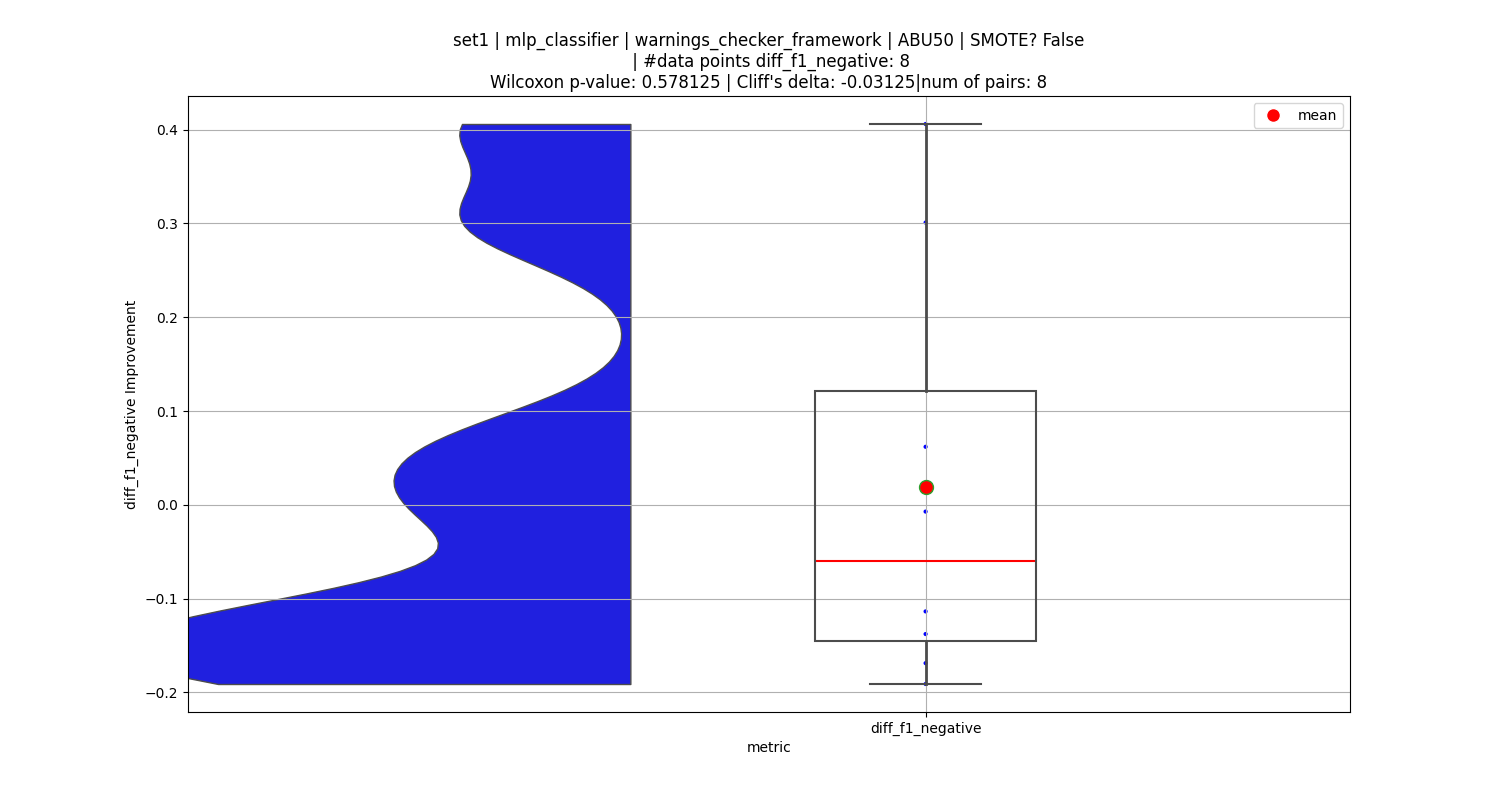 set1 | mlp_classifier | warnings_checker_framework | ABU50 | SMOTE? False
| #data points diff_f1_negative: 8
Wilcoxon p-value: 0.578125 | Cliff's delta: -0.03125|num of pairs: 8
mean
0.4
0.3
0.2
0.1
0.0
−0.1
−0.2
diff_f1_negative Improvement
diff_f1_negative
metric